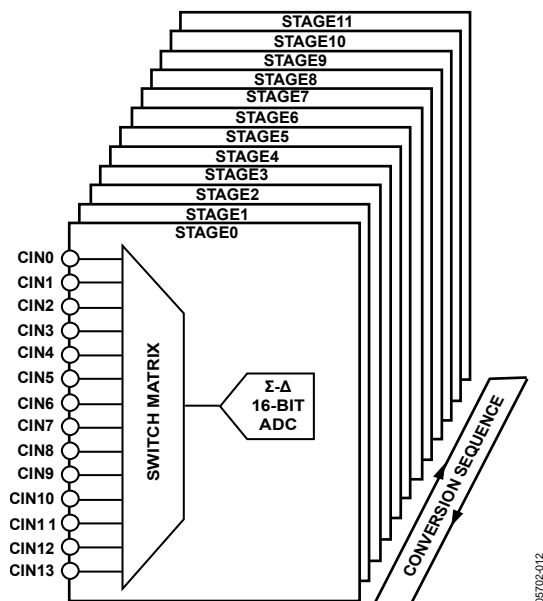 STAGE11
STAGE10
STAGE9
STAGE8
STAGE7
STAGE6
STAGE5
STAGE4
STAGE3
STAGE2
STAGE1
STAGE0
CIN0
CIN1
CIN2
CIN3
CIN4
CIN5
CIN6
CIN7
CIN8
CIN9
CIN10
CIN11
CIN12
CIN13
SWITCH MATRIX
Σ-Δ
16-BIT
ADC
CONVERSION SEQUENCE
05702-012